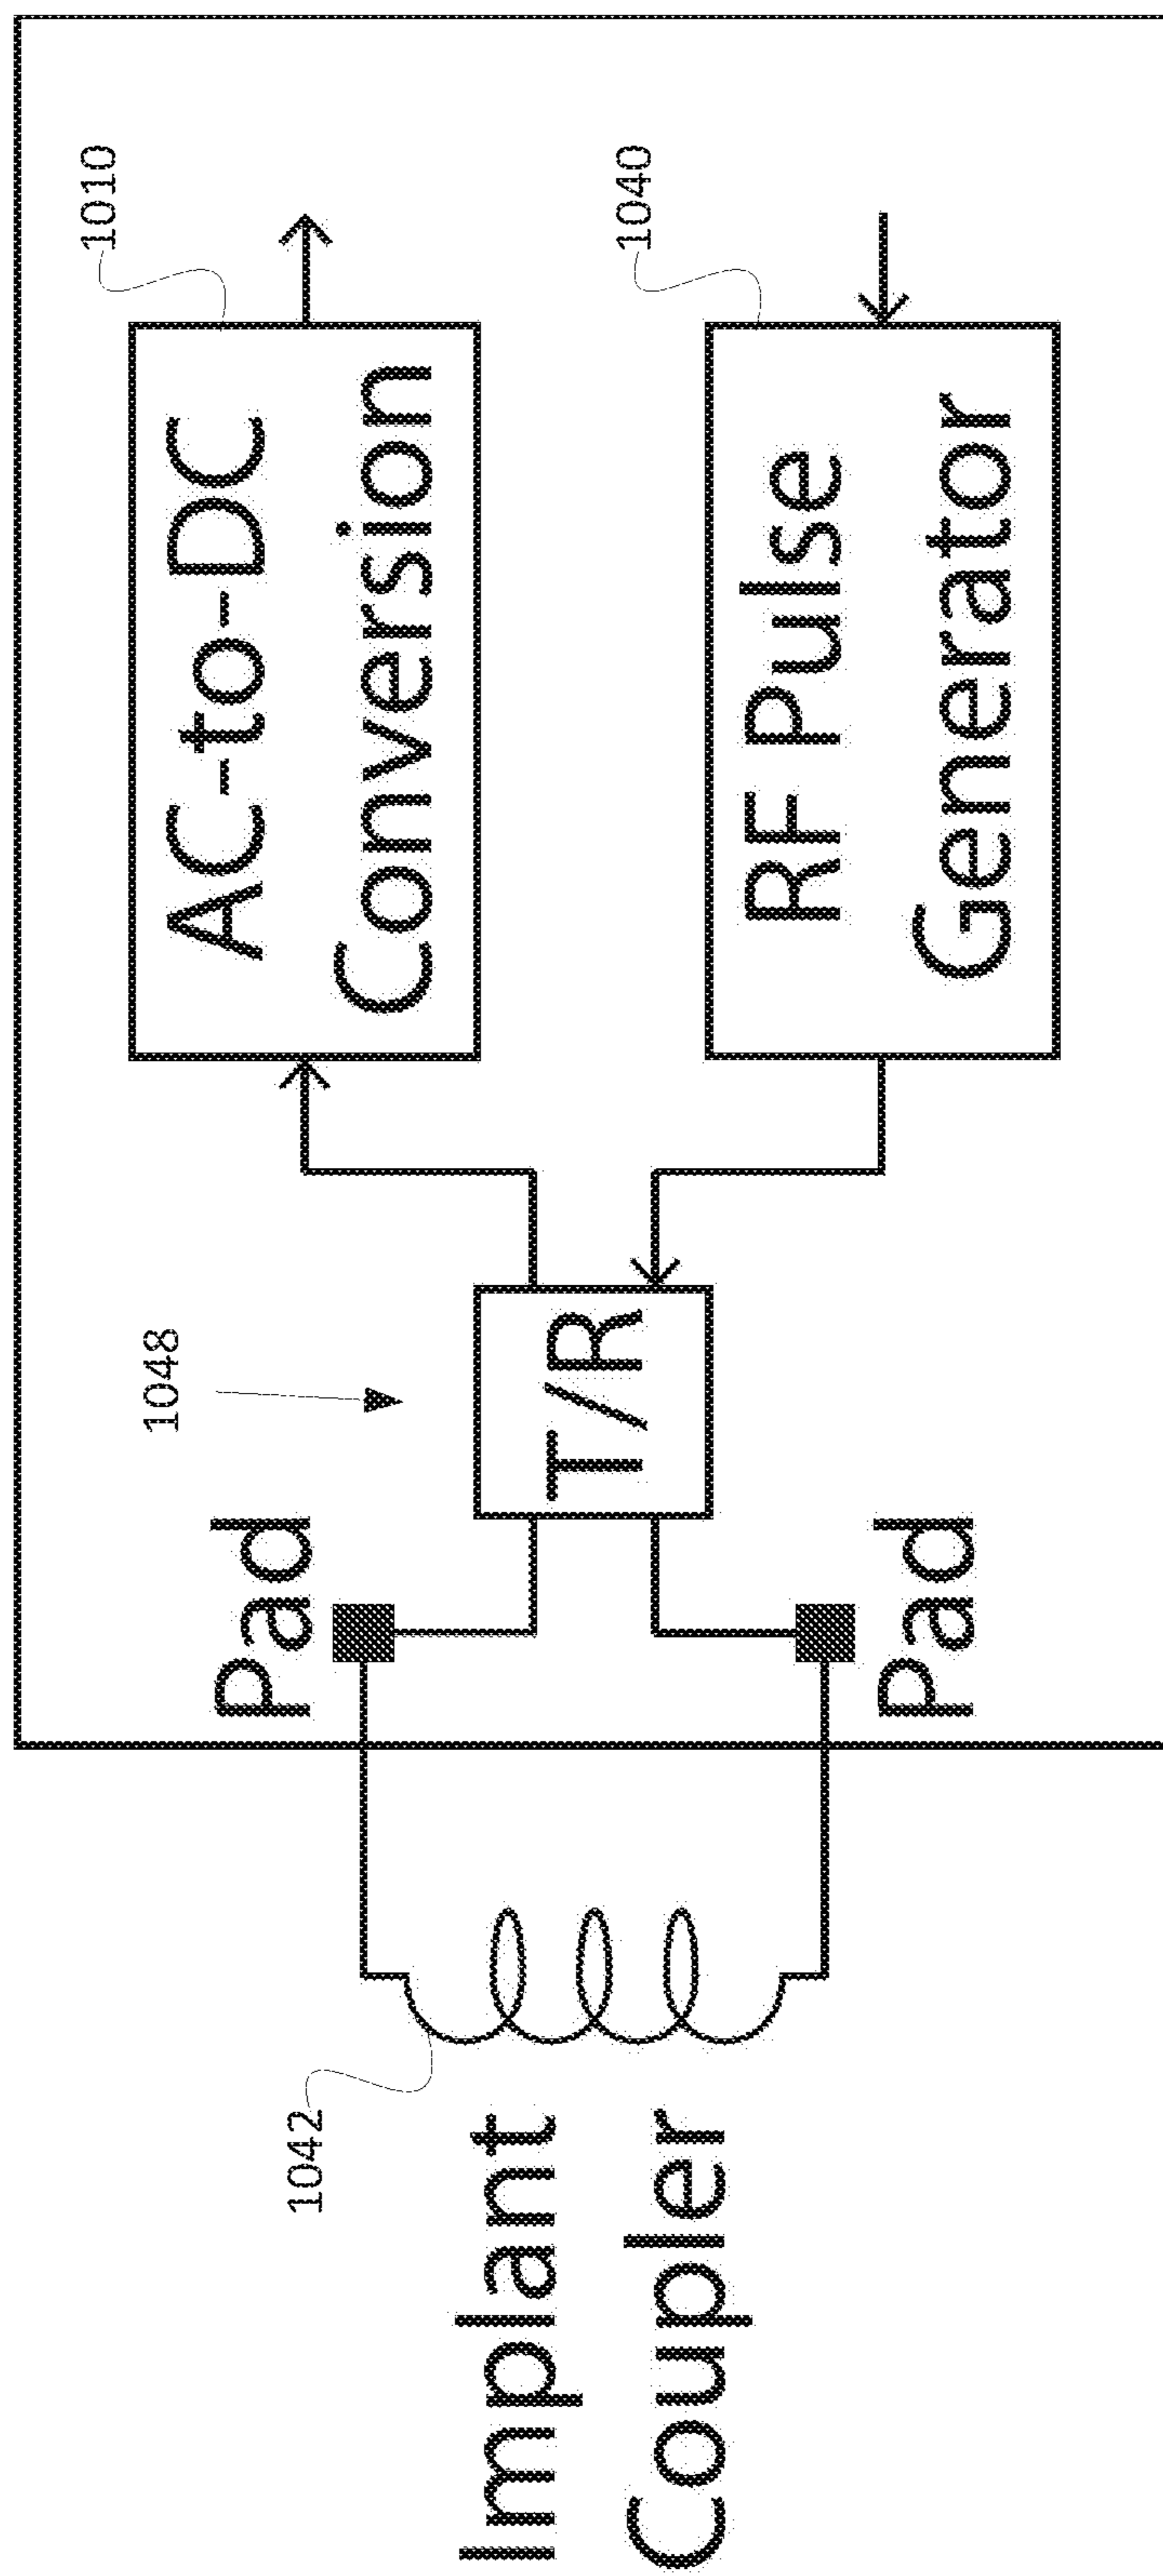 1010
AC-to-DC
Conversion
1040
RF Pulse
Generator
1048
T/R
Pad
Pad
1042
Implant
Coupler